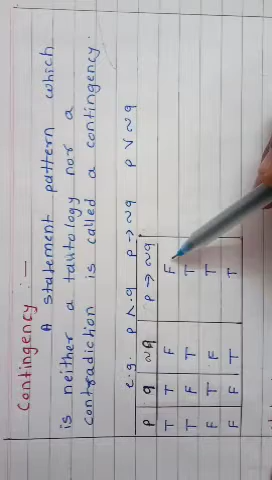 Contingency :-
A statement pattern which
is neither a tautology nor a
contradiction is called a contingency.
e.g. p ∧ q p → ~q p ∨ ~q
p q ~q p → ~q
T T F F
T F T T
F T F T
F F T T